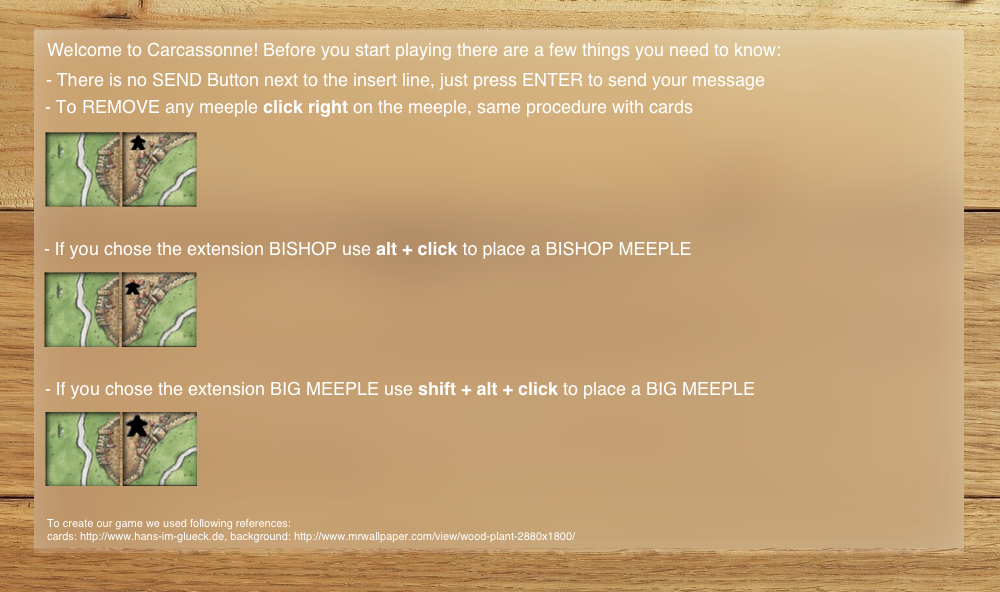 Welcome to Carcassonne! Before you start playing there are a few things you need to know:
- There is no SEND Button next to the insert line, just press ENTER to send your message
- To REMOVE any meeple click right on the meeple, same procedure with cards
- If you chose the extension BISHOP use alt + click to place a BISHOP MEEPLE
- If you chose the extension BIG MEEPLE use shift + alt + click to place a BIG MEEPLE
To create our game we used following references:
cards: http://www.hans-im-glueck.de, background: http://www.mrwallpaper.com/view/wood-plant-2880x1800/